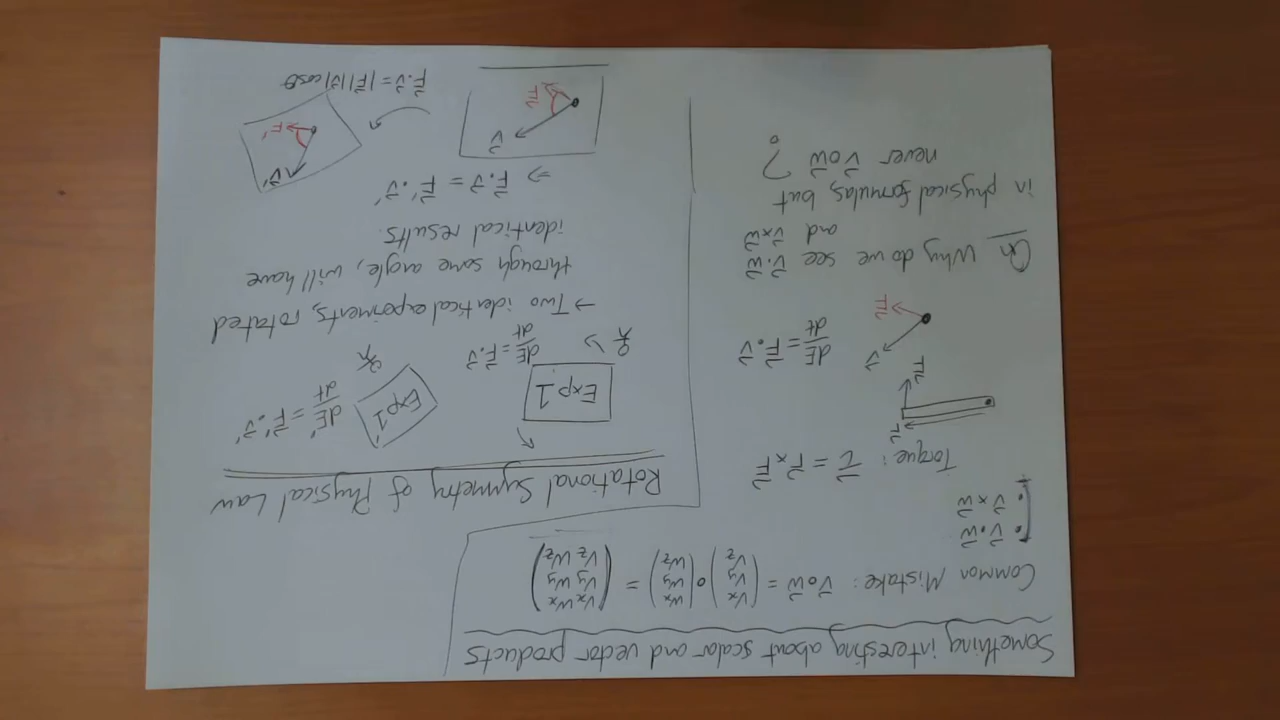 Something interesting about scalar and vector products
Common Mistake: v⃗∘w⃗ = (vx vy vz) ∘ (wx wy wz) = (vxwx vywy vzwz)
• v⃗·w⃗
• v⃗×w⃗
Torque: τ⃗ = r⃗×F⃗
r⃗
F⃗
v⃗
F⃗
dE/dt = F⃗·v⃗
Qn Why do we see v⃗·w⃗
and v⃗×w⃗
in physical formulas, but
never v⃗∘w⃗ ?
Rotational Symmetry of Physical Law
Exp 1
dE/dt = F⃗·v⃗
Exp 1'
dE'/dt = F⃗'·v⃗'
→ Two identical experiments, rotated
through some angle, will have
identical results.
⇒ F⃗·v⃗ = F⃗'·v⃗'
v⃗
F⃗
v⃗'
F⃗'
F⃗·v⃗ = |F⃗||v⃗|cosθ